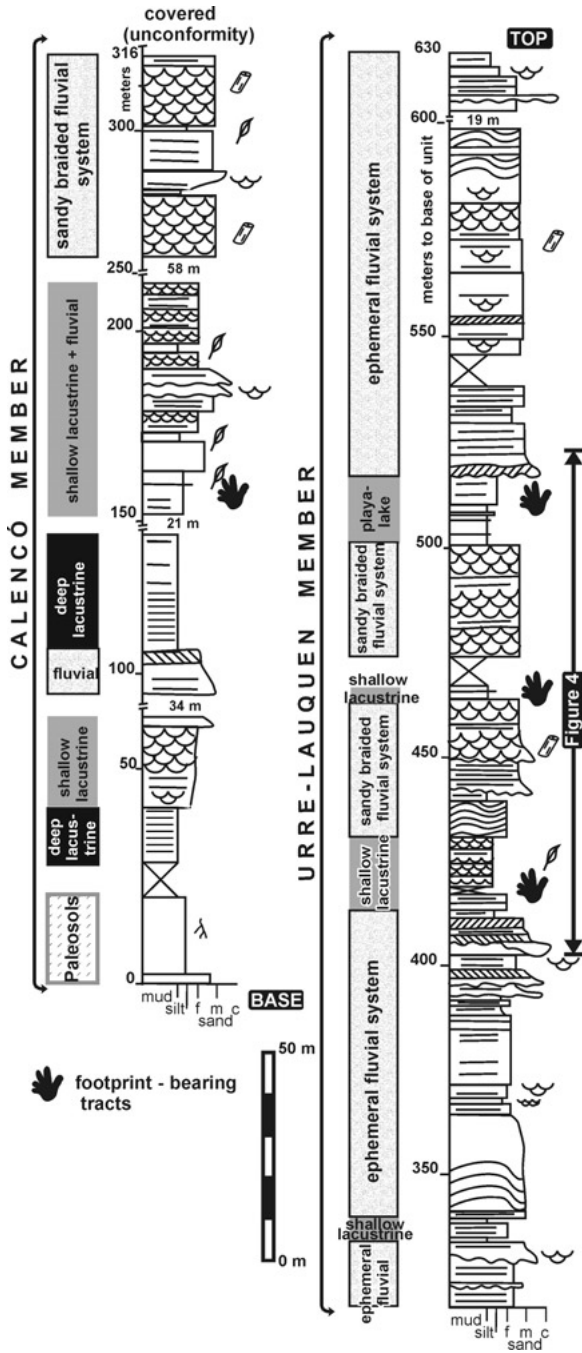 covered
(unconformity)
316
meters
300
250
58 m
200
150
21 m
100
34 m
50
0
mud
silt
f
m
c
sand
BASE
CALENCÓ MEMBER
sandy braided fluvial
system
shallow lacustrine + fluvial
deep
lacustrine
fluvial
shallow
lacustrine
deep
lacus-
trine
Paleosols
footprint - bearing
tracts
50 m
0 m
URRE-LAUQUEN MEMBER
TOP
630
600
19 m
meters to base of unit
550
500
450
400
350
mud
silt
f
m
c
sand
ephemeral fluvial system
playa-
lake
sandy braided
fluvial system
shallow
lacustrine
sandy braided
fluvial system
shallow
lacustrine
ephemeral fluvial system
shallow
lacustrine
ephemeral
fluvial
Figure 4